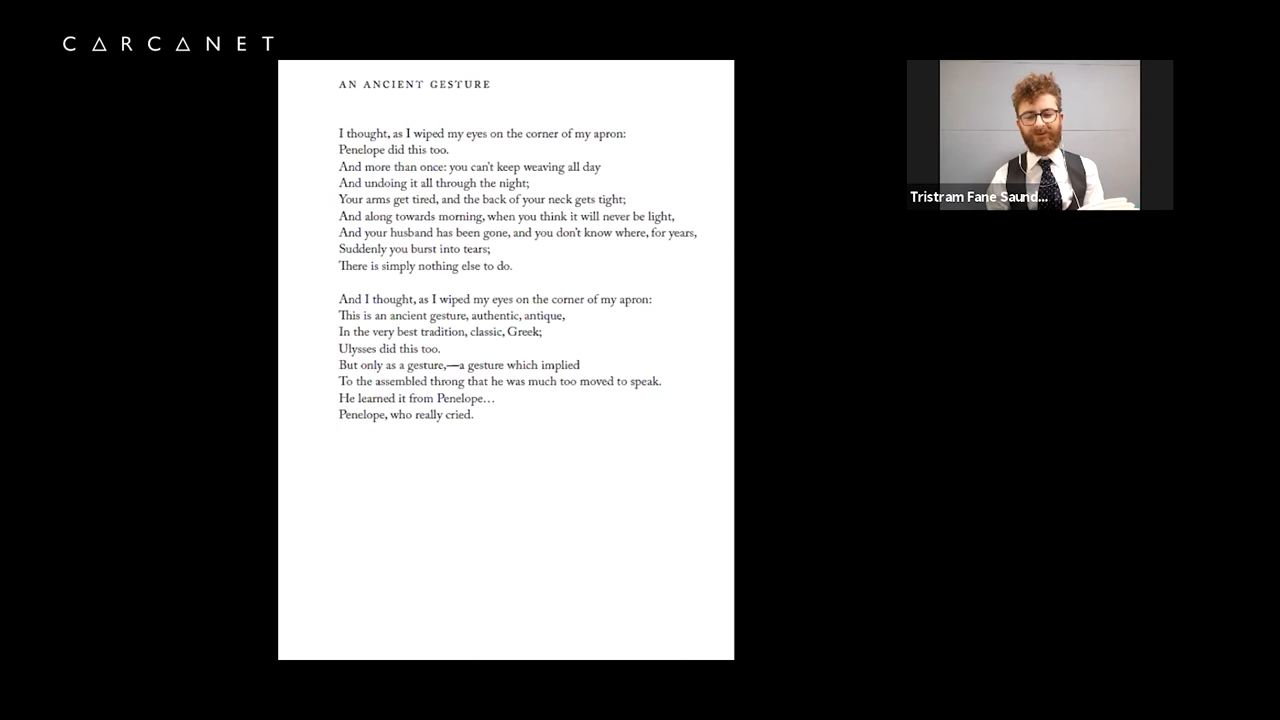 CARCANET
AN ANCIENT GESTURE
I thought, as I wiped my eyes on the corner of my apron:
Penelope did this too.
And more than once: you can't keep weaving all day
And undoing it all through the night;
Your arms get tired, and the back of your neck gets tight;
And along towards morning, when you think it will never be light,
And your husband has been gone, and you don't know where, for years,
Suddenly you burst into tears;
There is simply nothing else to do.
And I thought, as I wiped my eyes on the corner of my apron:
This is an ancient gesture, authentic, antique,
In the very best tradition, classic, Greek;
Ulysses did this too.
But only as a gesture,—a gesture which implied
To the assembled throng that he was much too moved to speak.
He learned it from Penelope…
Penelope, who really cried.
Tristram Fane Saund...